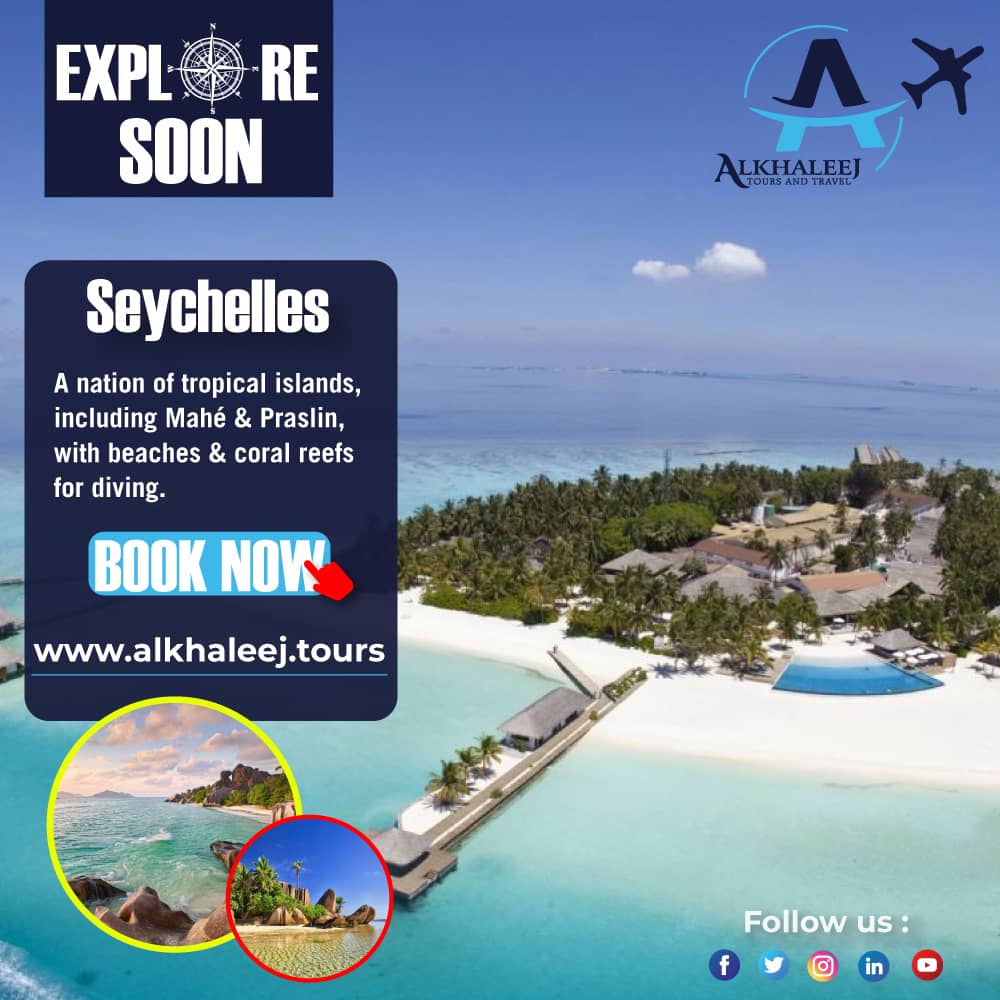 EXPLORE
SOON
ALKHALEEJ
TOURS AND TRAVEL
Seychelles
A nation of tropical islands,
including Mahé & Praslin,
with beaches & coral reefs
for diving.
BOOK NOW
www.alkhaleej.tours
Follow us :